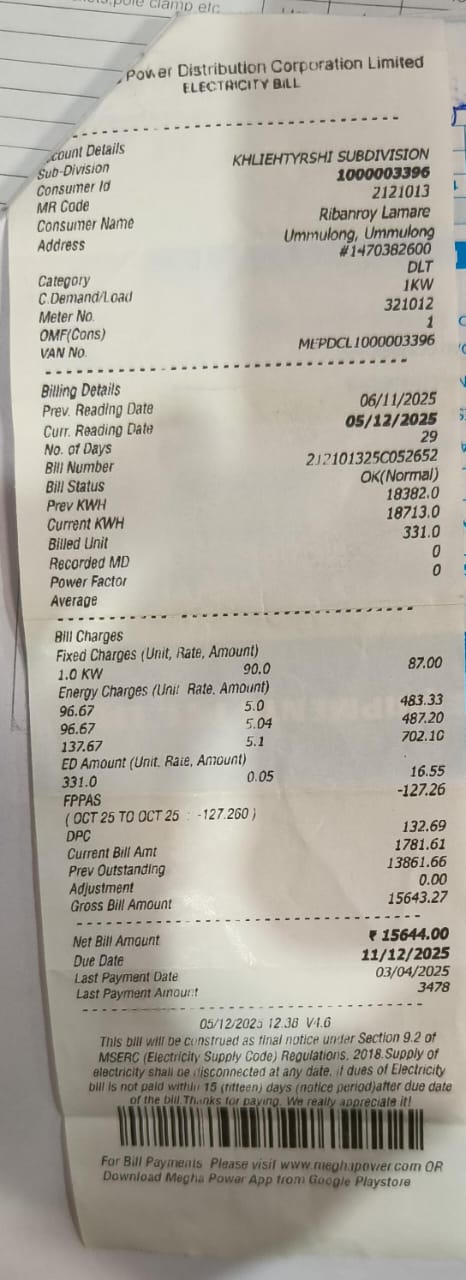 pole clamp etc
Power Distribution Corporation Limited
ELECTRICITY BILL
count Details
Sub-Division KHLIEHTYRSHI SUBDIVISION
Consumer Id 1000003396
MR Code 2121013
Consumer Name Ribanroy Lamare
Address Ummulong, Ummulong
#1470382600
Category DLT
C.Demand/Load 1KW
Meter No. 321012
OMF(Cons) 1
VAN No. MEPDCL1000003396
Billing Details
Prev. Reading Date 06/11/2025
Curr. Reading Date 05/12/2025
No. of Days 29
Bill Number 212101325C052652
Bill Status OK(Normal)
Prev KWH 18382.0
Current KWH 18713.0
Billed Unit 331.0
Recorded MD 0
Power Factor 0
Average
Bill Charges
Fixed Charges (Unit, Rate, Amount)
1.0 KW 90.0 87.00
Energy Charges (Unit Rate, Amount)
96.67 5.0 483.33
96.67 5.04 487.20
137.67 5.1 702.10
ED Amount (Unit, Rate, Amount)
331.0 0.05 16.55
FPPAS -127.26
( OCT 25 TO OCT 25 : -127.260 )
DPC 132.69
Current Bill Amt 1781.61
Prev Outstanding 13861.66
Adjustment 0.00
Gross Bill Amount 15643.27
Net Bill Amount ₹ 15644.00
Due Date 11/12/2025
Last Payment Date 03/04/2025
Last Payment Amount 3478
05/12/2025 12.38 V4.6
This bill will be construed as final notice under Section 9.2 of
MSERC (Electricity Supply Code) Regulations, 2018.Supply of
electricity shall be disconnected at any date, if dues of Electricity
bill is not paid within 15 (fifteen) days (notice period)after due date
of the bill.Thanks for paying. We really appreciate it!
For Bill Payments Please visit www.meghapower.com OR
Download Megha Power App from Google Playstore